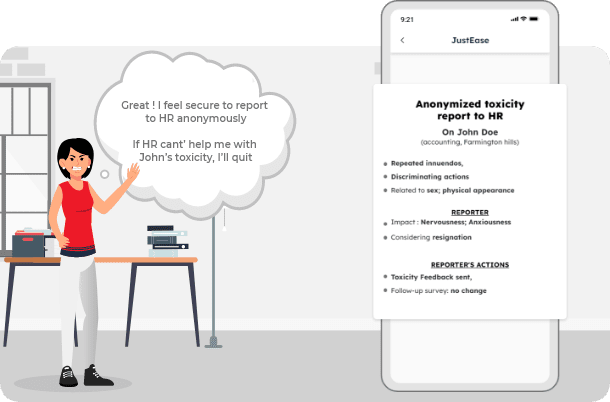 Great ! I feel secure to report
to HR anonymously
If HR cant' help me with
John's toxicity, I'll quit
9:21
JustEase
Anonymized toxicity
report to HR
On John Doe
(accounting, Farmington hills)
Repeated innuendos,
Discriminating actions
Related to sex; physical appearance
REPORTER
Impact : Nervousness; Anxiousness
Considering resignation
REPORTER'S ACTIONS
Toxicity Feedback sent,
Follow-up survey: no change